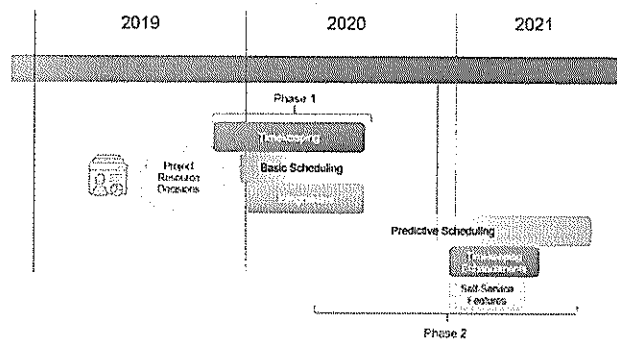 2019 2020 2021
Phase 1
Timekeeping
Project
Resource
Decisions
Basic Scheduling
Predictive Scheduling
Self-Service
Features
Phase 2